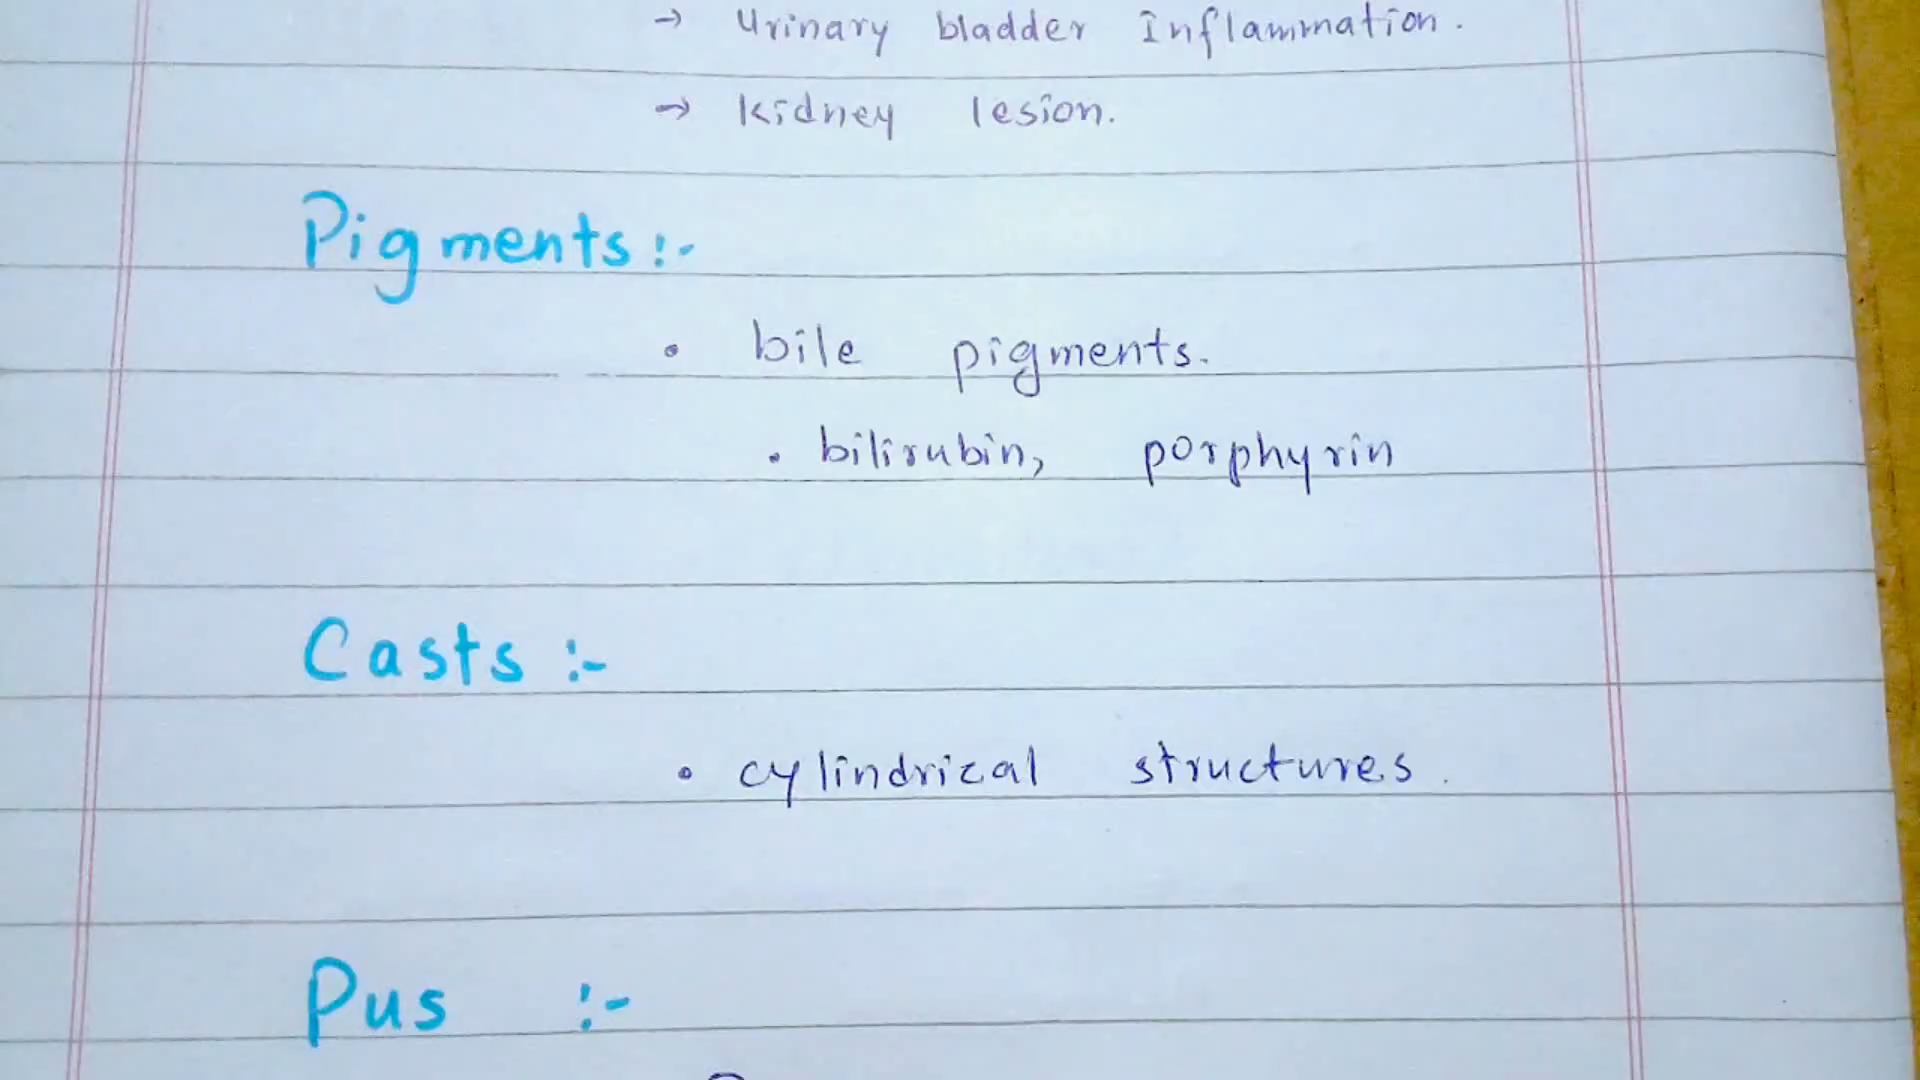 → Urinary bladder Inflammation.
→ kidney lesion.
Pigments :-
• bile pigments.
• bilirubin, porphyrin
Casts :-
• cylindrical structures.
Pus :-